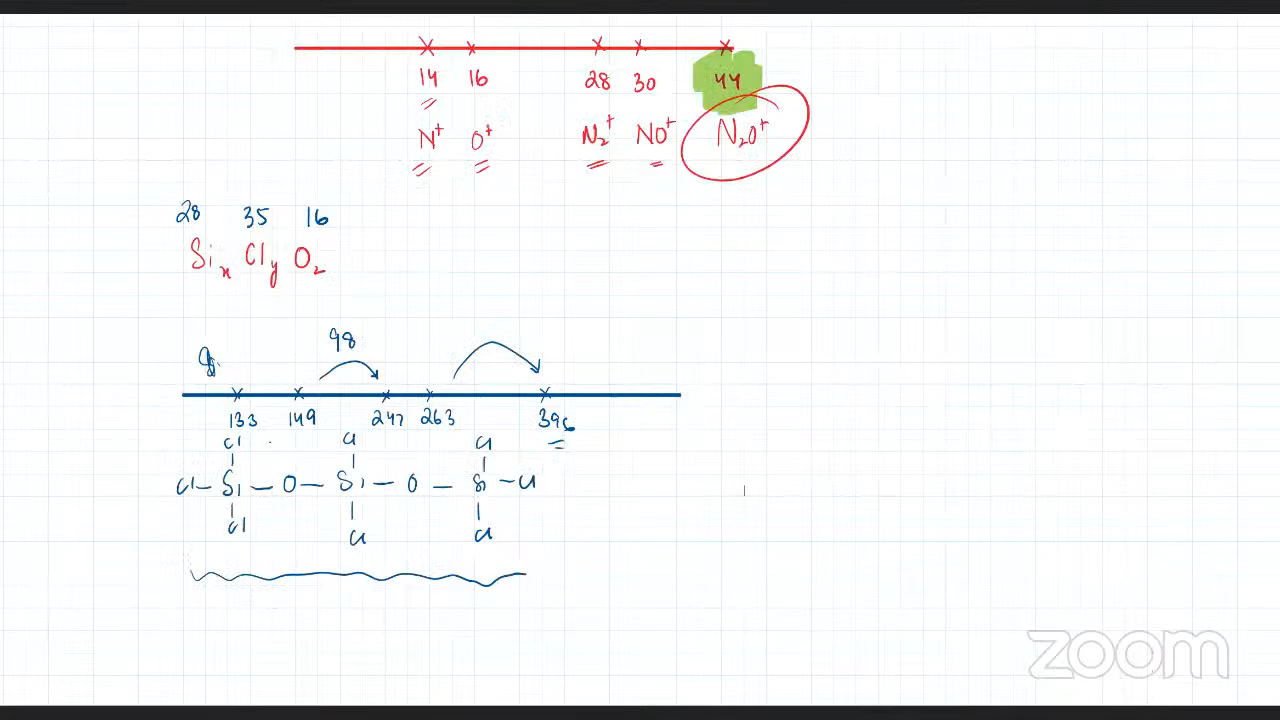 14 16 28 30 44
N⁺ O⁺ N₂⁺ NO⁺ N₂O⁺
28 35 16
Siₓ Cl_y O₂
98
133 149 247 263 396
Cl Cl Cl
Cl–Si–O–Si–O–Si–Cl
Cl Cl Cl
zoom